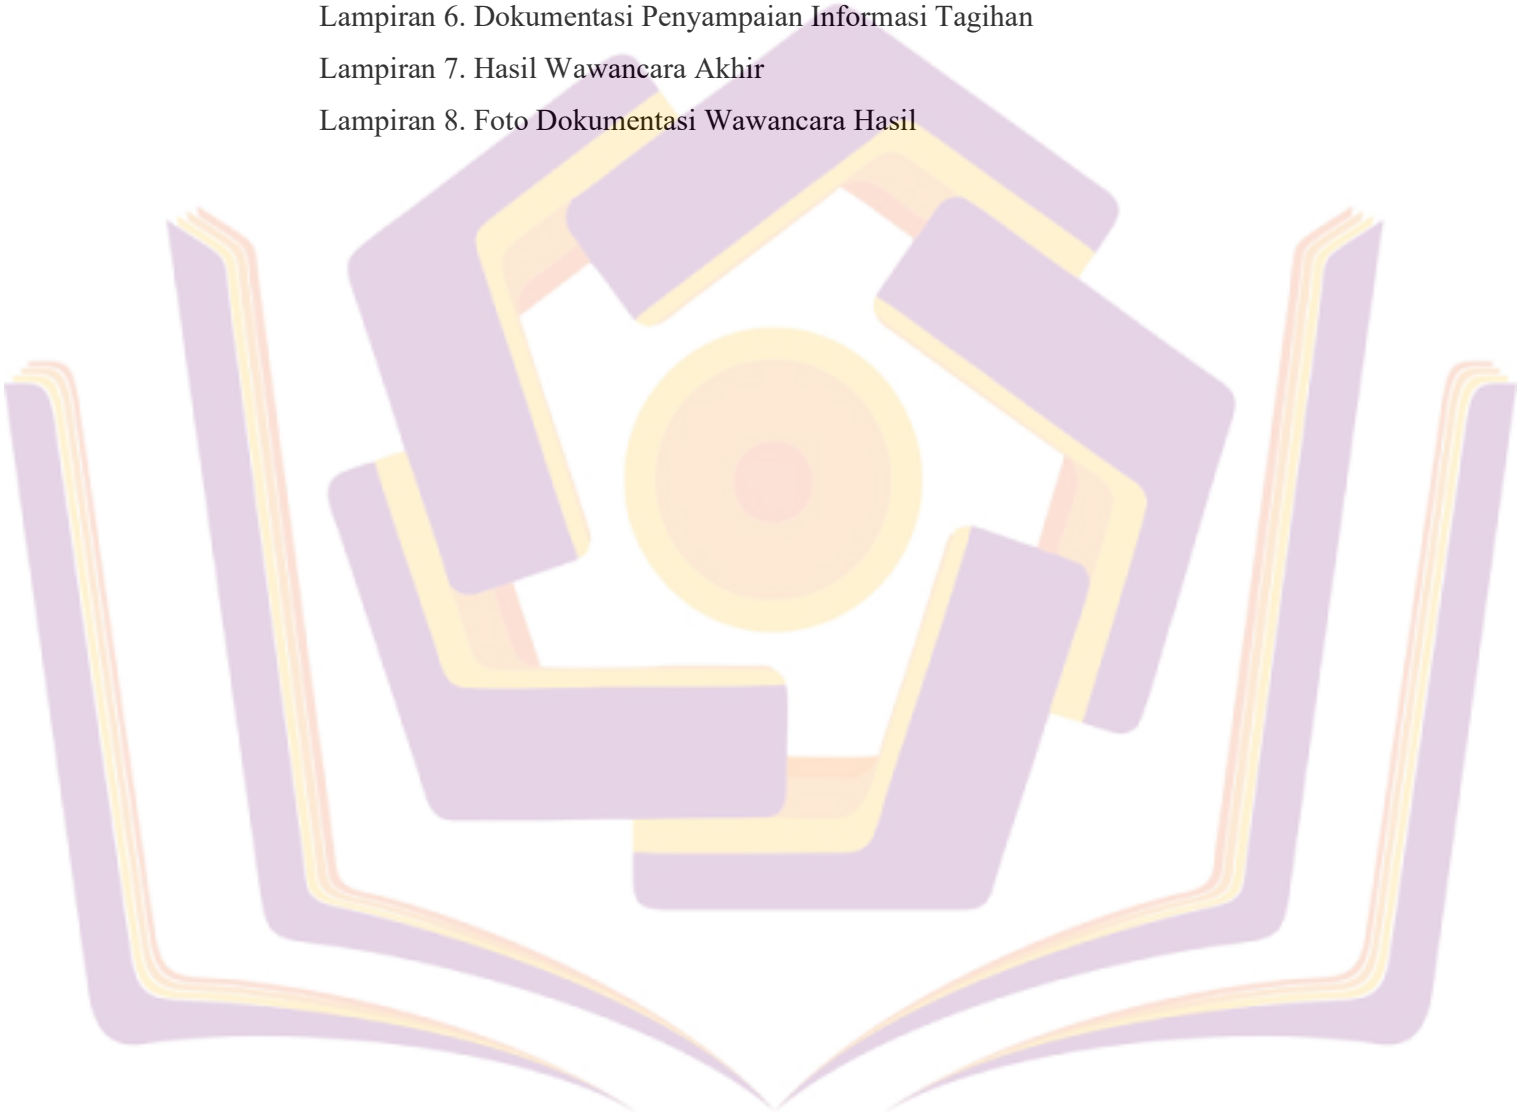 Lampiran 6. Dokumentasi Penyampaian Informasi Tagihan
Lampiran 7. Hasil Wawancara Akhir
Lampiran 8. Foto Dokumentasi Wawancara Hasil